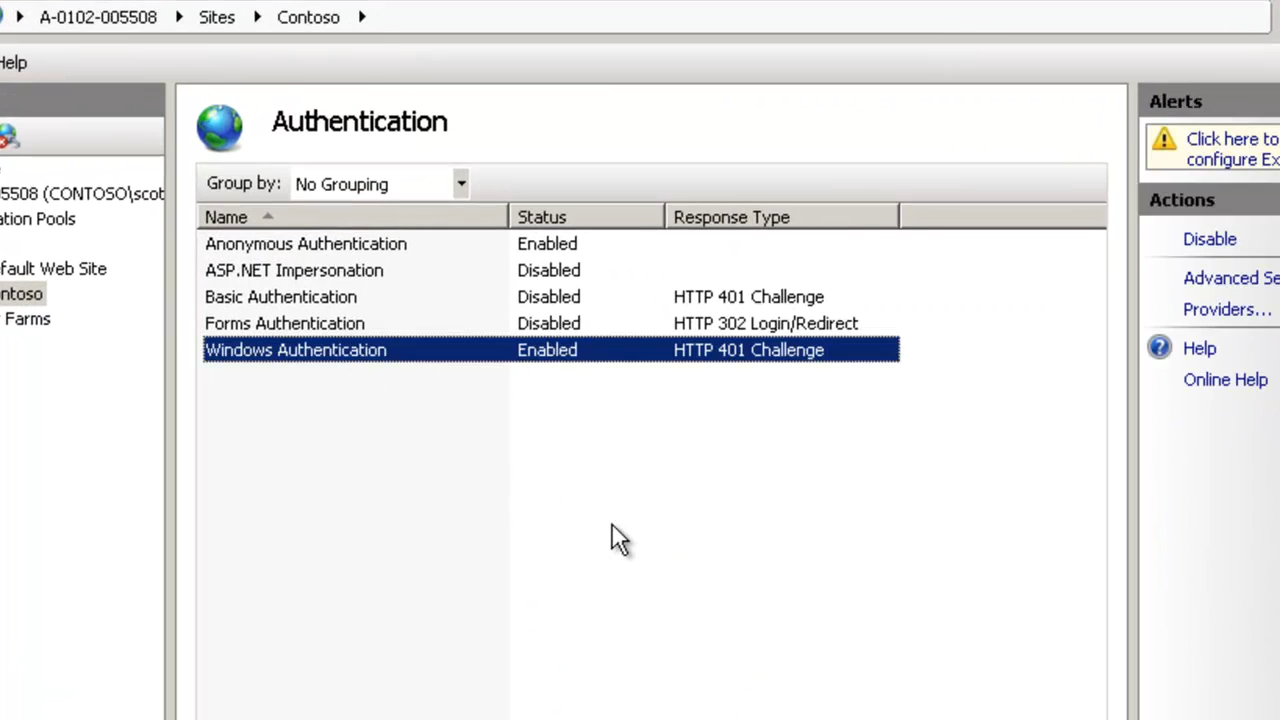 A-0102-005508 Sites Contoso
Help
Authentication
Group by: No Grouping
Name Status Response Type
Anonymous Authentication Enabled
ASP.NET Impersonation Disabled
Basic Authentication Disabled HTTP 401 Challenge
Forms Authentication Disabled HTTP 302 Login/Redirect
Windows Authentication Enabled HTTP 401 Challenge
05508 (CONTOSO\scot
ation Pools
fault Web Site
ntoso
Farms
Alerts
Click here to
configure Ex
Actions
Disable
Advanced Se
Providers...
Help
Online Help